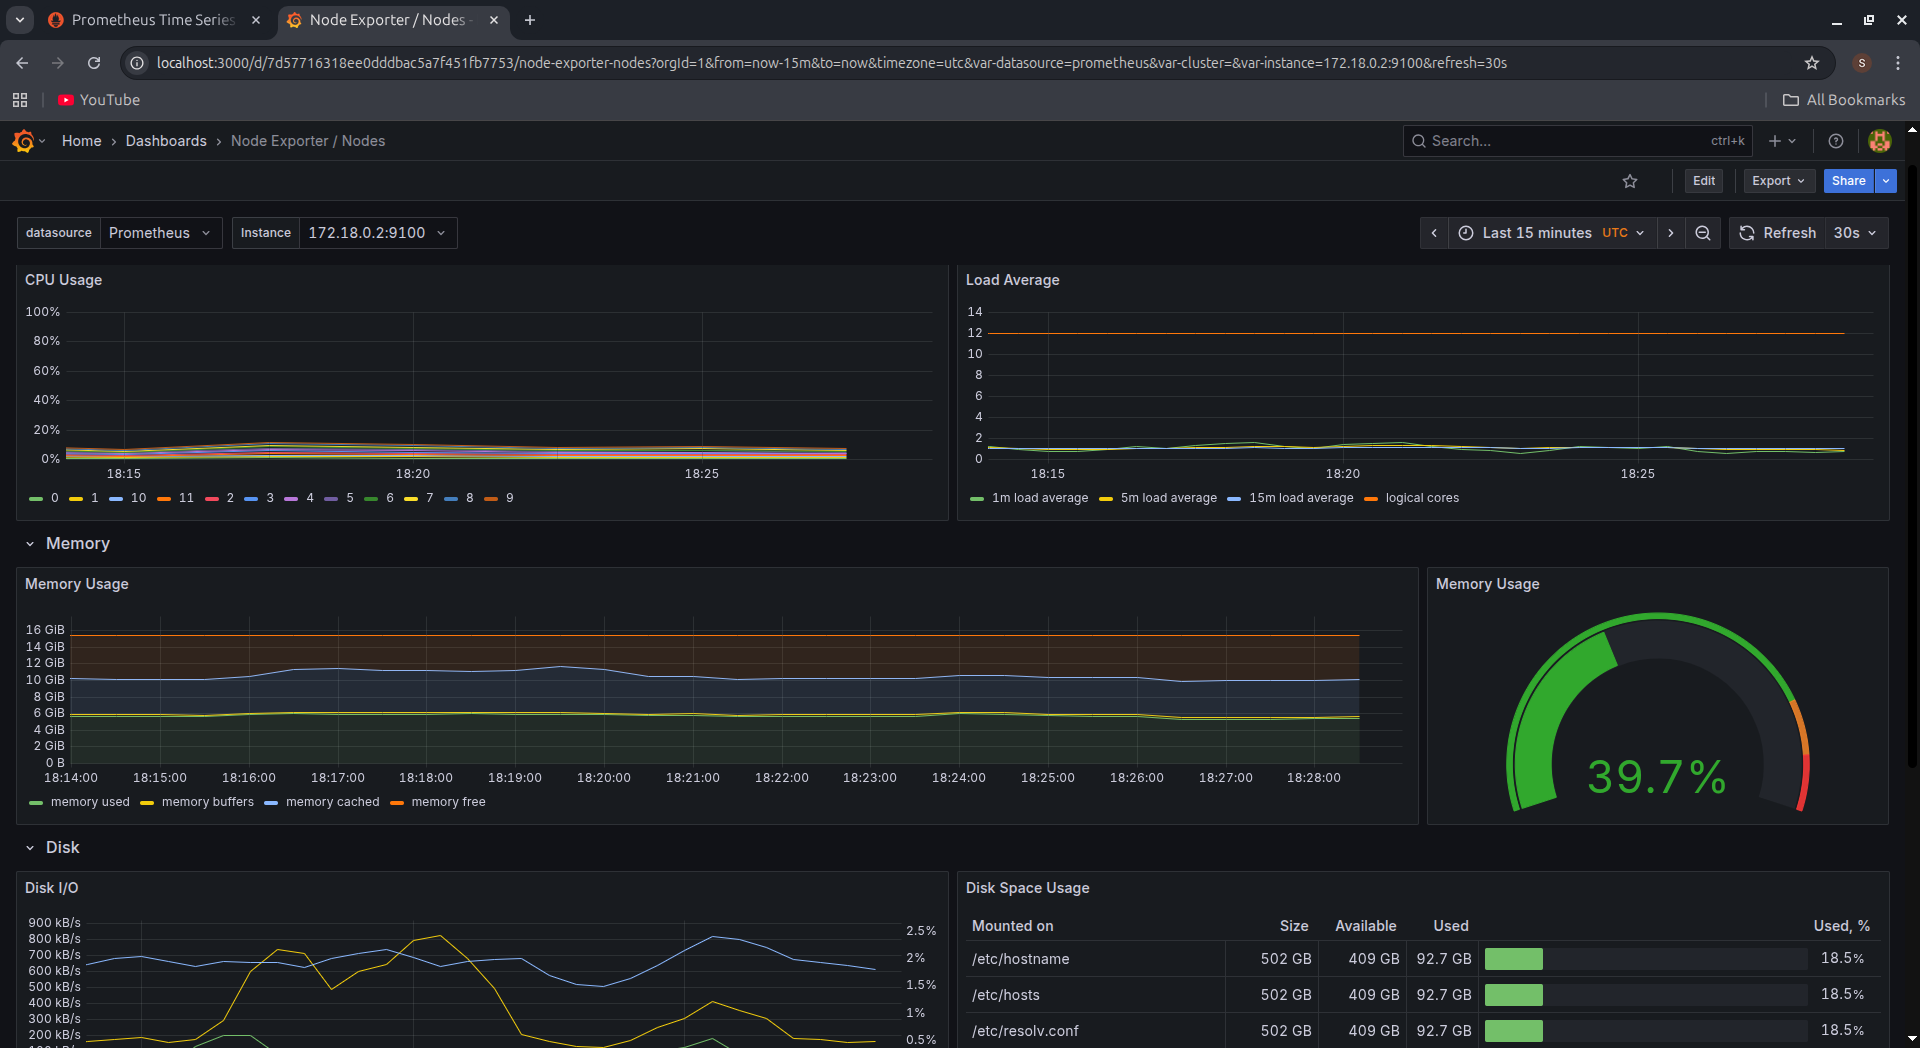 Prometheus Time Series
Node Exporter / Nodes -
localhost:3000/d/7d57716318ee0dddbac5a7f451fb7753/node-exporter-nodes?orgId=1&from=now-15m&to=now&timezone=utc&var-datasource=prometheus&var-cluster=&var-instance=172.18.0.2:9100&refresh=30s
S
YouTube
All Bookmarks
Home › Dashboards › Node Exporter / Nodes
Search...
ctrl+k
Edit
Export
Share
datasource Prometheus
Instance 172.18.0.2:9100
Last 15 minutes UTC
Refresh 30s
CPU Usage
100%
80%
60%
40%
20%
0%
18:15 18:20 18:25
0 1 10 11 2 3 4 5 6 7 8 9
Load Average
14
12
10
8
6
4
2
0
18:15 18:20 18:25
1m load average 5m load average 15m load average logical cores
Memory
Memory Usage
16 GiB
14 GiB
12 GiB
10 GiB
8 GiB
6 GiB
4 GiB
2 GiB
0 B
18:14:00 18:15:00 18:16:00 18:17:00 18:18:00 18:19:00 18:20:00 18:21:00 18:22:00 18:23:00 18:24:00 18:25:00 18:26:00 18:27:00 18:28:00
memory used memory buffers memory cached memory free
Memory Usage
39.7%
Disk
Disk I/O
900 kB/s
800 kB/s
700 kB/s
600 kB/s
500 kB/s
400 kB/s
300 kB/s
200 kB/s
2.5%
2%
1.5%
1%
0.5%
Disk Space Usage
Mounted on Size Available Used Used, %
/etc/hostname 502 GB 409 GB 92.7 GB 18.5%
/etc/hosts 502 GB 409 GB 92.7 GB 18.5%
/etc/resolv.conf 502 GB 409 GB 92.7 GB 18.5%